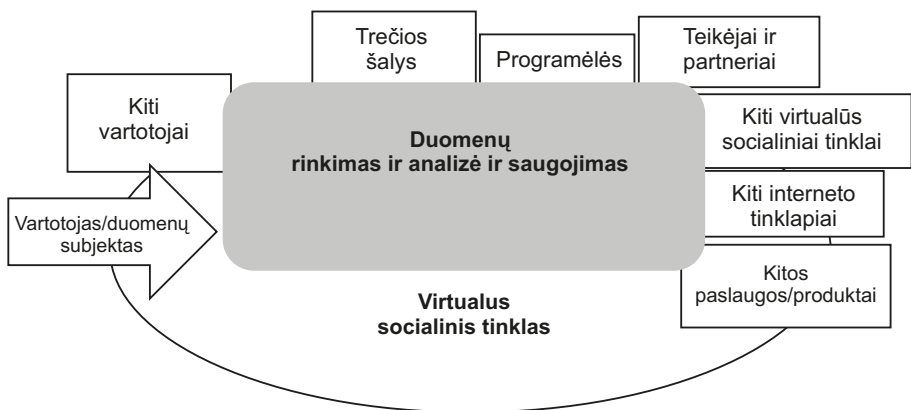 Trečios
šalys
Programėlės
Teikėjai ir
partneriai
Kiti
vartotojai
Kiti virtualūs
socialiniai tinklai
Duomenų
rinkimas ir analizė ir saugojimas
Kiti interneto
tinklapiai
Vartotojas/duomenų
subjektas
Kitos
paslaugos/produktai
Virtualus
socialinis tinklas